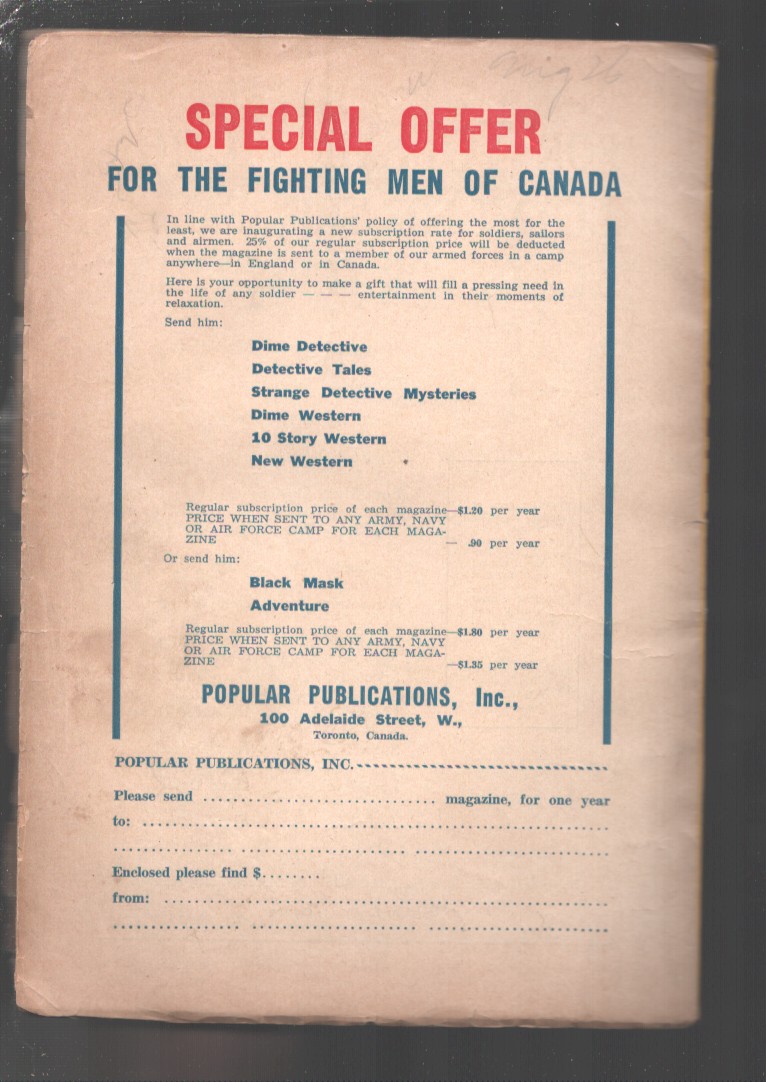 SPECIAL OFFER
FOR THE FIGHTING MEN OF CANADA
In line with Popular Publications' policy of offering the most for the
least, we are inaugurating a new subscription rate for soldiers, sailors
and airmen. 25% of our regular subscription price will be deducted
when the magazine is sent to a member of our armed forces in a camp
anywhere—in England or in Canada.
Here is your opportunity to make a gift that will fill a pressing need in
the life of any soldier — — — entertainment in their moments of
relaxation.
Send him:
Dime Detective
Detective Tales
Strange Detective Mysteries
Dime Western
10 Story Western
New Western
Regular subscription price of each magazine—$1.20 per year
PRICE WHEN SENT TO ANY ARMY, NAVY
OR AIR FORCE CAMP FOR EACH MAGA-
ZINE — .90 per year
Or send him:
Black Mask
Adventure
Regular subscription price of each magazine—$1.80 per year
PRICE WHEN SENT TO ANY ARMY, NAVY
OR AIR FORCE CAMP FOR EACH MAGA-
ZINE —$1.35 per year
POPULAR PUBLICATIONS, Inc.,
100 Adelaide Street, W.,
Toronto, Canada.
POPULAR PUBLICATIONS, INC.
Please send ................................ magazine, for one year
to: ................................
Enclosed please find $........
from: ................................